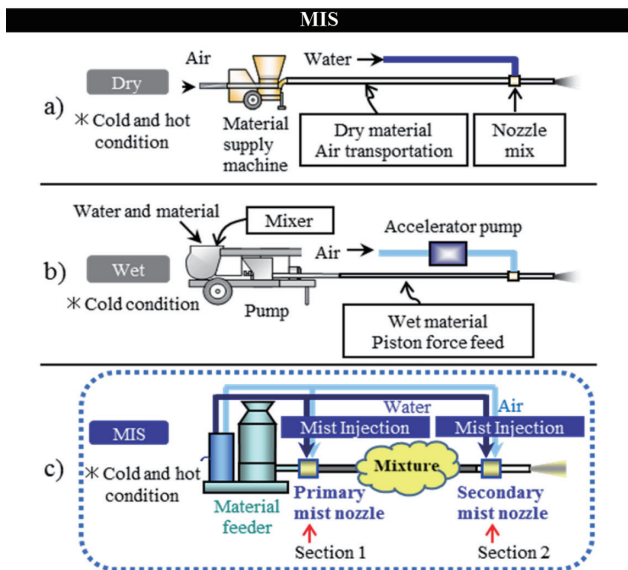 MIS
a)
Dry
✳ Cold and hot
condition
Air
Material
supply
machine
Water
Dry material
Air transportation
Nozzle
mix
b)
Wet
✳ Cold condition
Water and material
Mixer
Pump
Air
Accelerator pump
Wet material
Piston force feed
c)
MIS
✳ Cold and hot
condition
Material
feeder
Water
Air
Mist Injection
Mist Injection
Mixture
Primary
mist nozzle
Secondary
mist nozzle
Section 1
Section 2